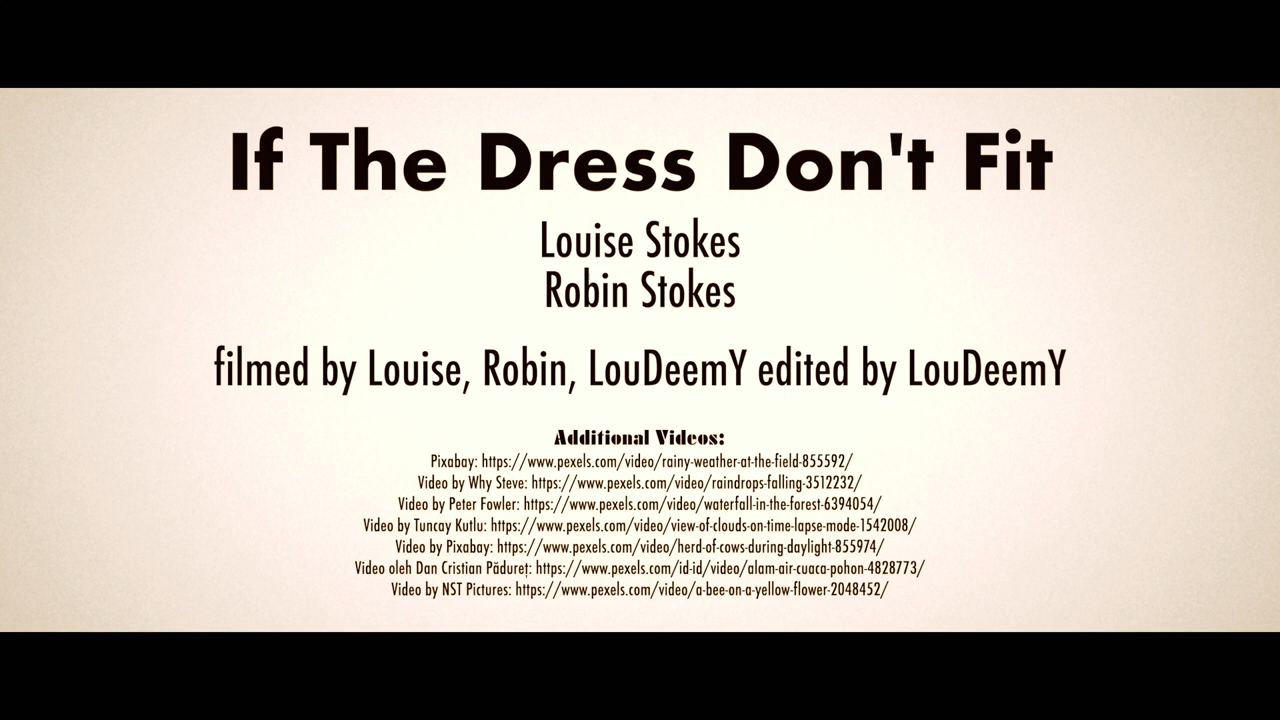 If The Dress Don't Fit
Louise Stokes
Robin Stokes
filmed by Louise, Robin, LouDeemY edited by LouDeemY
Additional Videos:
Pixabay: https://www.pexels.com/video/rainy-weather-at-the-field-855592/
Video by Why Steve: https://www.pexels.com/video/raindrops-falling-3512232/
Video by Peter Fowler: https://www.pexels.com/video/waterfall-in-the-forest-6394054/
Video by Tuncay Kutlu: https://www.pexels.com/video/view-of-clouds-on-time-lapse-mode-1542008/
Video by Pixabay: https://www.pexels.com/video/herd-of-cows-during-daylight-855974/
Video oleh Dan Cristian Pădureț: https://www.pexels.com/id-id/video/alam-air-cuaca-pohon-4828773/
Video by NST Pictures: https://www.pexels.com/video/a-bee-on-a-yellow-flower-2048452/